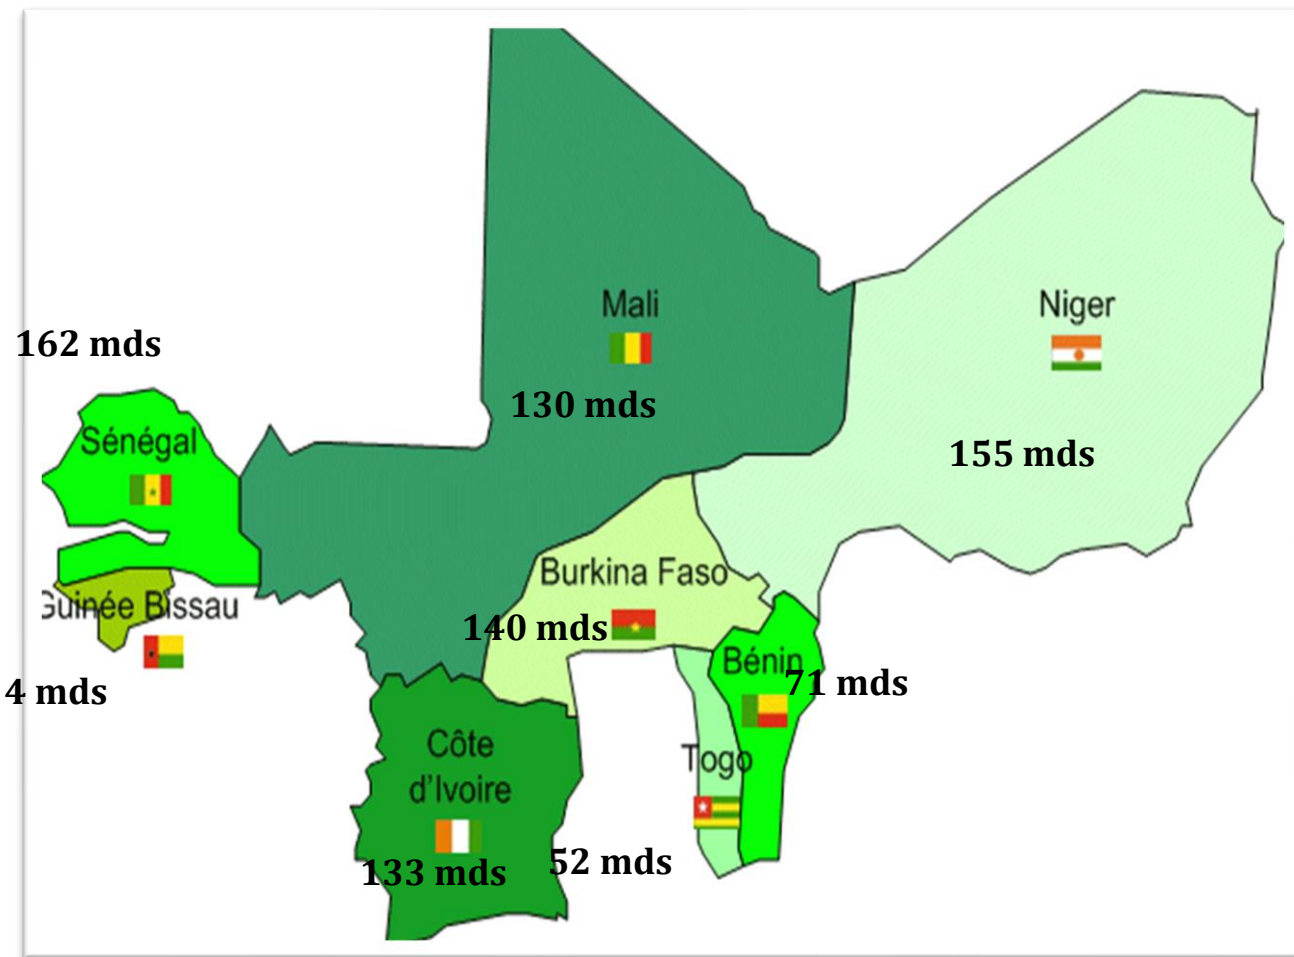 Mali
Niger
162 mds
130 mds
Sénégal
155 mds
Burkina Faso
Guinée Bissau
140 mds
Bénin
71 mds
4 mds
Côte
d'Ivoire
Togo
133 mds
52 mds